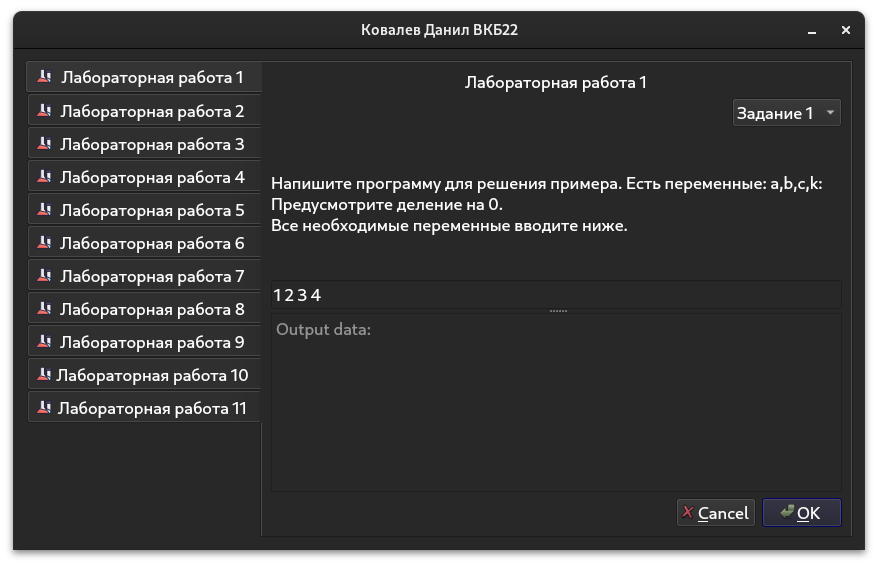 Ковалев Данил ВКБ22
Лабораторная работа 1
Лабораторная работа 2
Лабораторная работа 3
Лабораторная работа 4
Лабораторная работа 5
Лабораторная работа 6
Лабораторная работа 7
Лабораторная работа 8
Лабораторная работа 9
Лабораторная работа 10
Лабораторная работа 11
Лабораторная работа 1
Задание 1
Напишите программу для решения примера. Есть переменные: a,b,c,k:
Предусмотрите деление на 0.
Все необходимые переменные вводите ниже.
1 2 3 4
Output data:
Cancel
OK